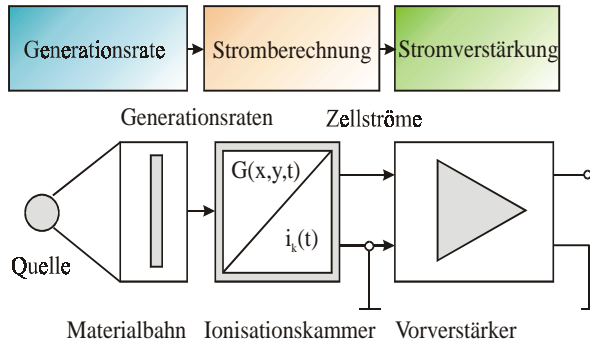 Generationsrate
Stromberechnung
Stromverstärkung
Generationsraten
Zellströme
G(x,y,t)
i_k(t)
Quelle
Materialbahn
Ionisationskammer
Vorverstärker